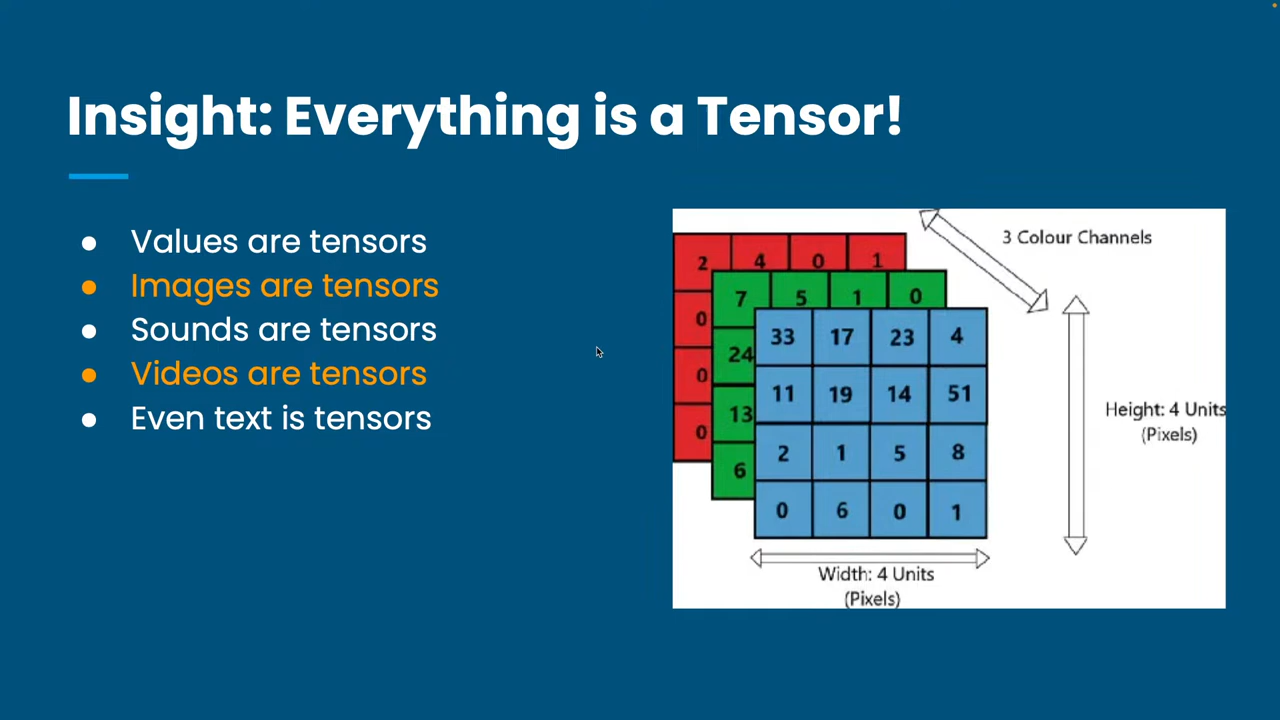 Insight: Everything is a Tensor!
● Values are tensors
● Images are tensors
● Sounds are tensors
● Videos are tensors
● Even text is tensors
3 Colour Channels
2 4 0 1
0
0
0
7 5 1 0
24
13
6
33 17 23 4
11 19 14 51
2 1 5 8
0 6 0 1
Height: 4 Units
(Pixels)
Width: 4 Units
(Pixels)